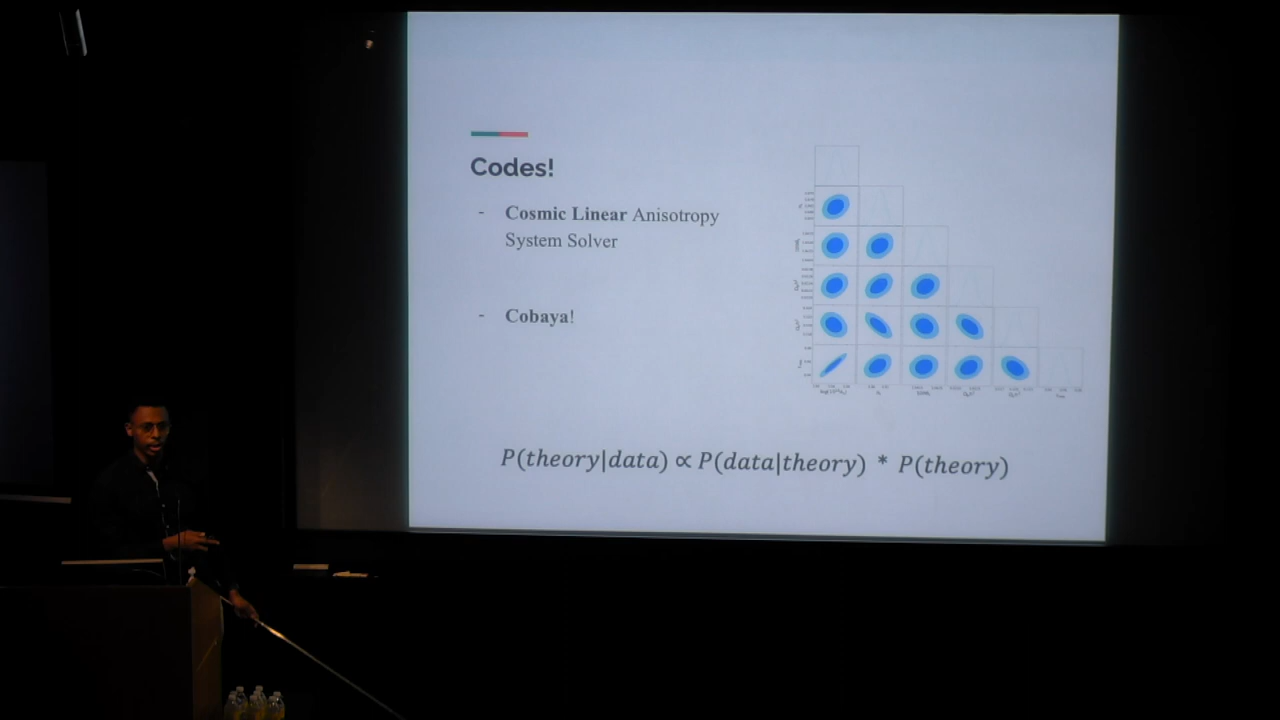 Codes!
- Cosmic Linear Anisotropy
System Solver
- Cobaya!
P(theory|data) ∝ P(data|theory) * P(theory)